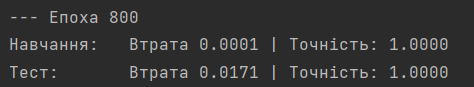 --- Епоха 800
Навчання:   Втрата 0.0001 | Точність: 1.0000
Тест:       Втрата 0.0171 | Точність: 1.0000